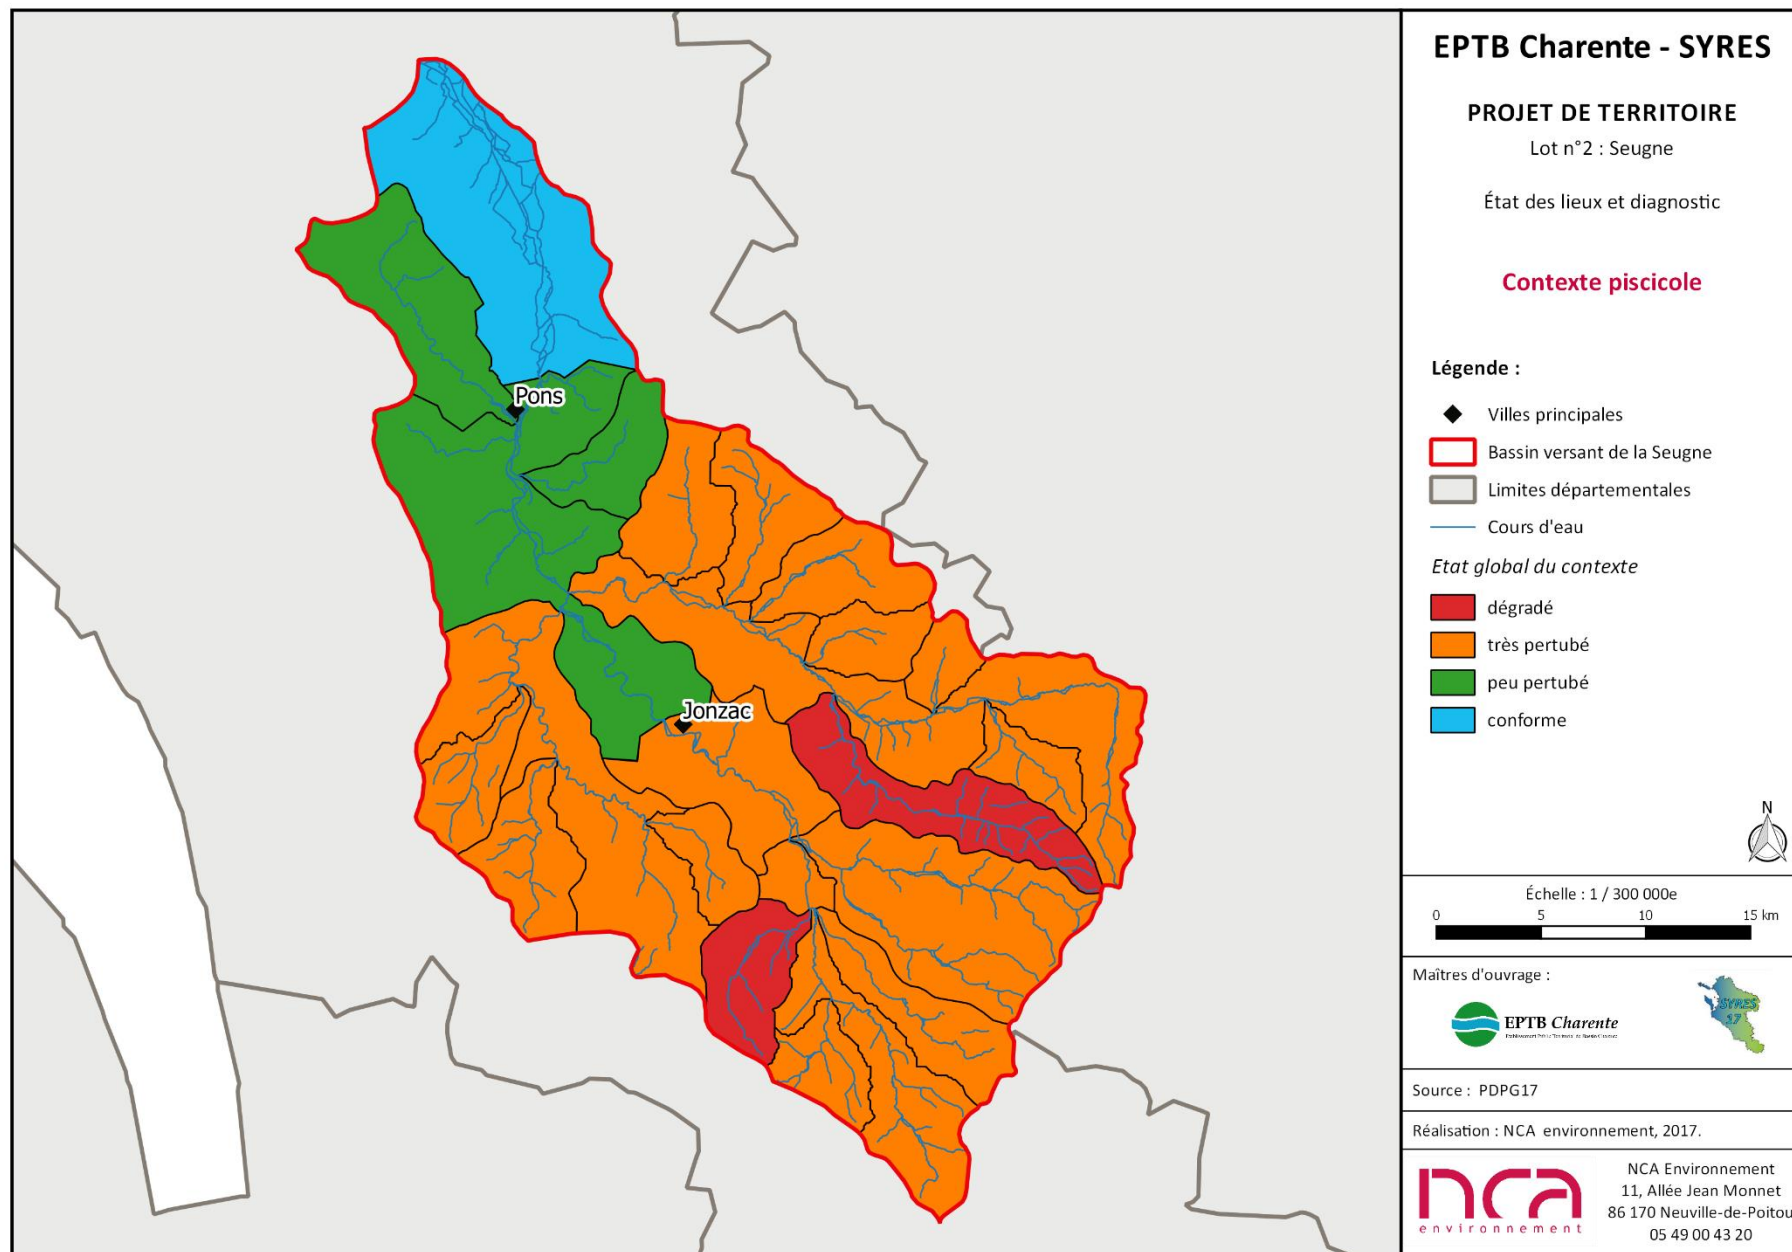 EPTB Charente - SYRES
PROJET DE TERRITOIRE
Lot n°2 : Seugne
État des lieux et diagnostic
Contexte piscicole
Légende :
Villes principales
Bassin versant de la Seugne
Limites départementales
Cours d'eau
Etat global du contexte
dégradé
très pertubé
peu pertubé
conforme
N
Échelle : 1 / 300 000e
0 5 10 15 km
Maîtres d'ouvrage :
EPTB Charente
SYRES
17
Source : PDPG17
Réalisation : NCA environnement, 2017.
nca
environnement
NCA Environnement
11, Allée Jean Monnet
86 170 Neuville-de-Poitou
05 49 00 43 20
Pons
Jonzac